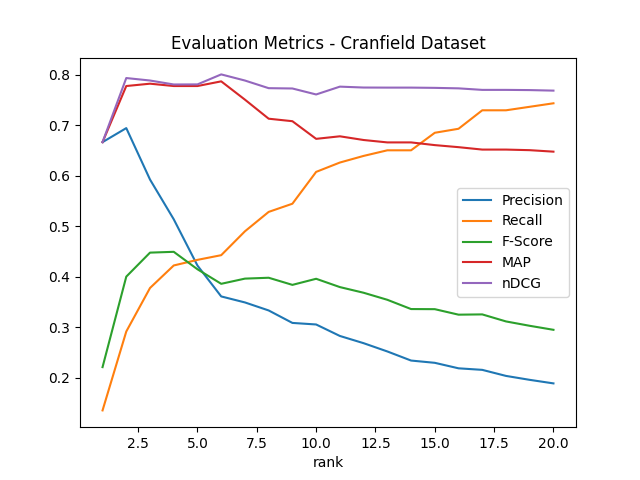 Evaluation Metrics - Cranfield Dataset
0.8
0.7
0.6
0.5
0.4
0.3
0.2
Precision
Recall
F-Score
MAP
nDCG
2.5 5.0 7.5 10.0 12.5 15.0 17.5 20.0
rank